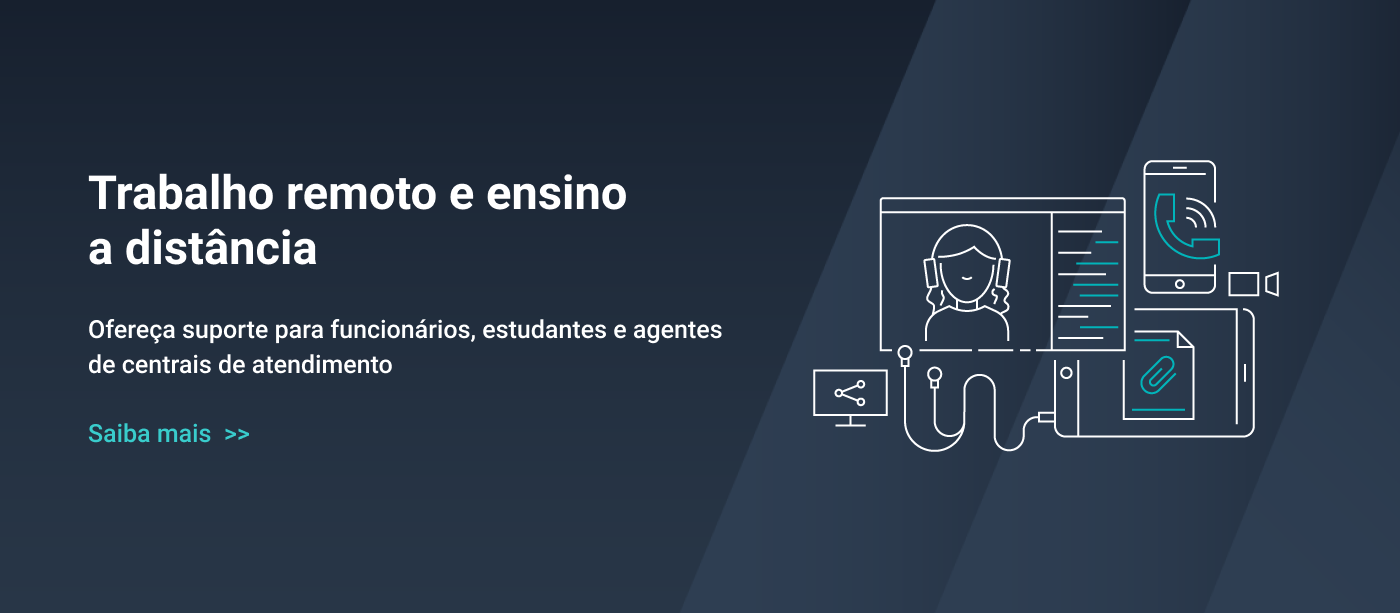 Trabalho remoto e ensino
a distância
Ofereça suporte para funcionários, estudantes e agentes
de centrais de atendimento
Saiba mais >>